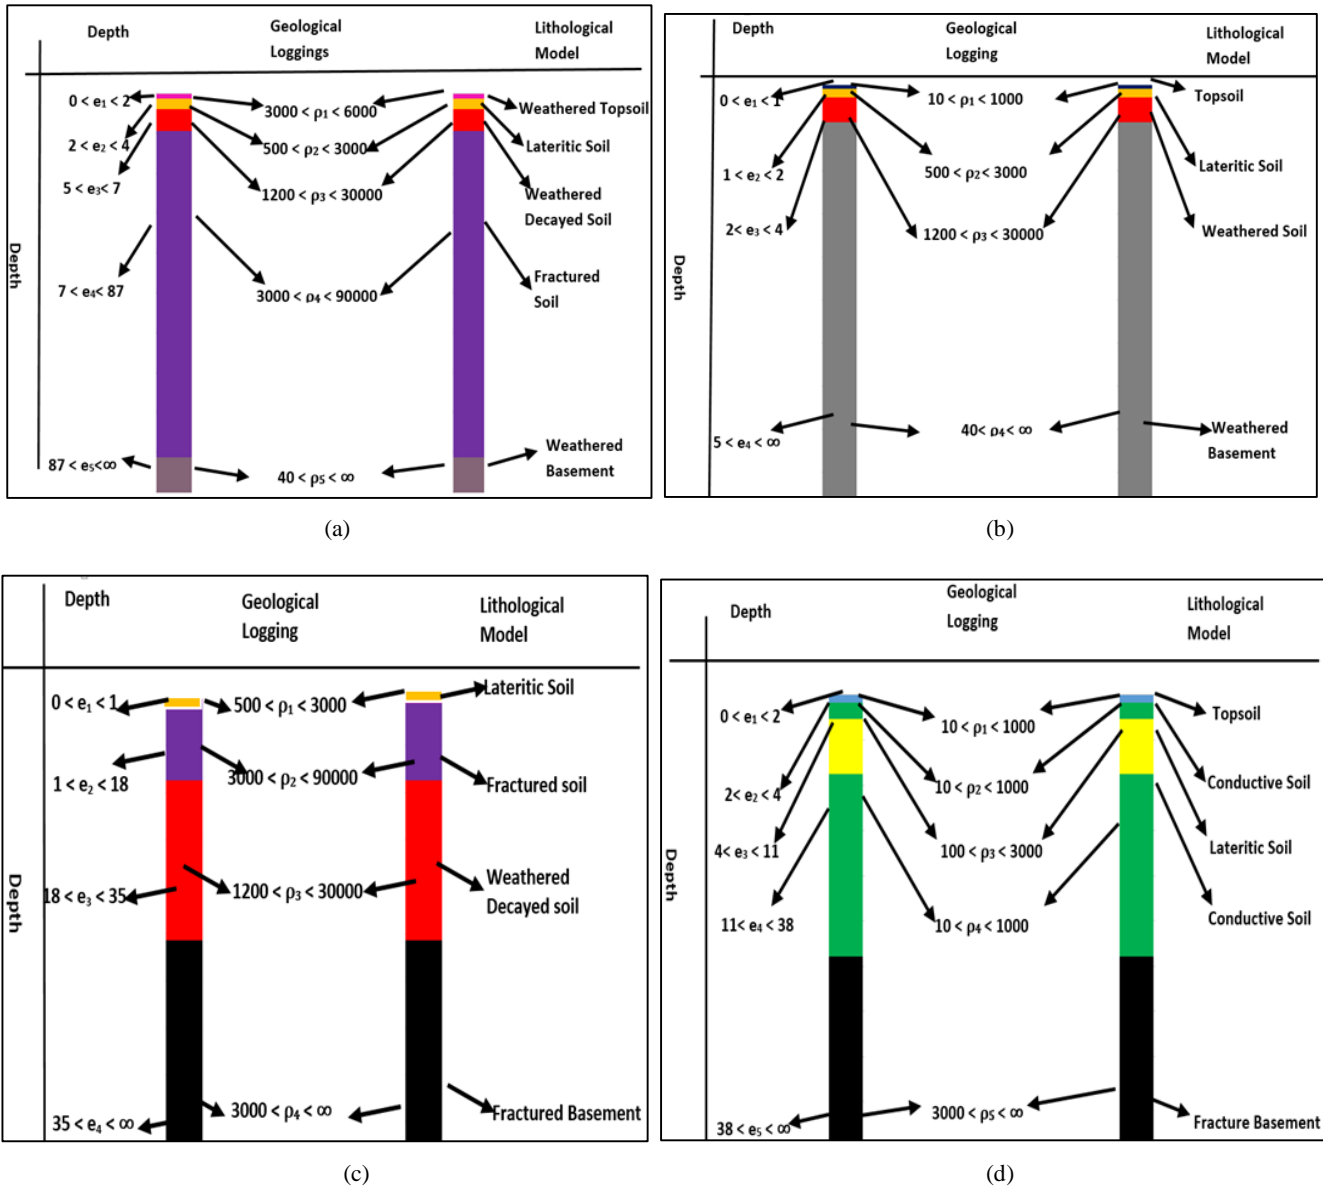 Depth
Geological
Loggings
Lithological
Model
0 < e₁ < 2
3000 < ρ₁ < 6000
Weathered Topsoil
2 < e₂ < 4
500 < ρ₂ < 3000
Lateritic Soil
5 < e₃ < 7
1200 < ρ₃ < 30000
Weathered
Decayed Soil
Depth
7 < e₄< 87
3000 < ρ₄ < 90000
Fractured
Soil
87 < e₅<∞
40 < ρ₅ < ∞
Weathered
Basement
(a)
Depth
Geological
Logging
Lithological
Model
0 < e₁ < 1
10 < ρ₁ < 1000
Topsoil
1 < e₂ < 2
500 < ρ₂< 3000
Lateritic Soil
2< e₃ < 4
1200 < ρ₃ < 30000
Weathered Soil
Depth
5 < e₄ < ∞
40< ρ₄ < ∞
Weathered
Basement
(b)
Depth
Geological
Logging
Lithological
Model
0 < e₁ < 1
500 < ρ₁ < 3000
Lateritic Soil
1 < e₂ < 18
3000 < ρ₂ < 90000
Fractured soil
18 < e₃ < 35
1200 < ρ₃ < 30000
Weathered
Decayed soil
Depth
35 < e₄ < ∞
3000 < ρ₄ < ∞
Fractured Basement
(c)
Depth
Geological
Logging
Lithological
Model
0 < e₁ < 2
10 < ρ₁ < 1000
Topsoil
2 < e₂ < 4
10 < ρ₂ < 1000
Conductive Soil
4< e₃ < 11
100 < ρ₃ < 3000
Lateritic Soil
Depth
11< e₄ < 38
10 < ρ₄ < 1000
Conductive Soil
38 < e₅ < ∞
3000 < ρ₅ < ∞
Fracture Basement
(d)